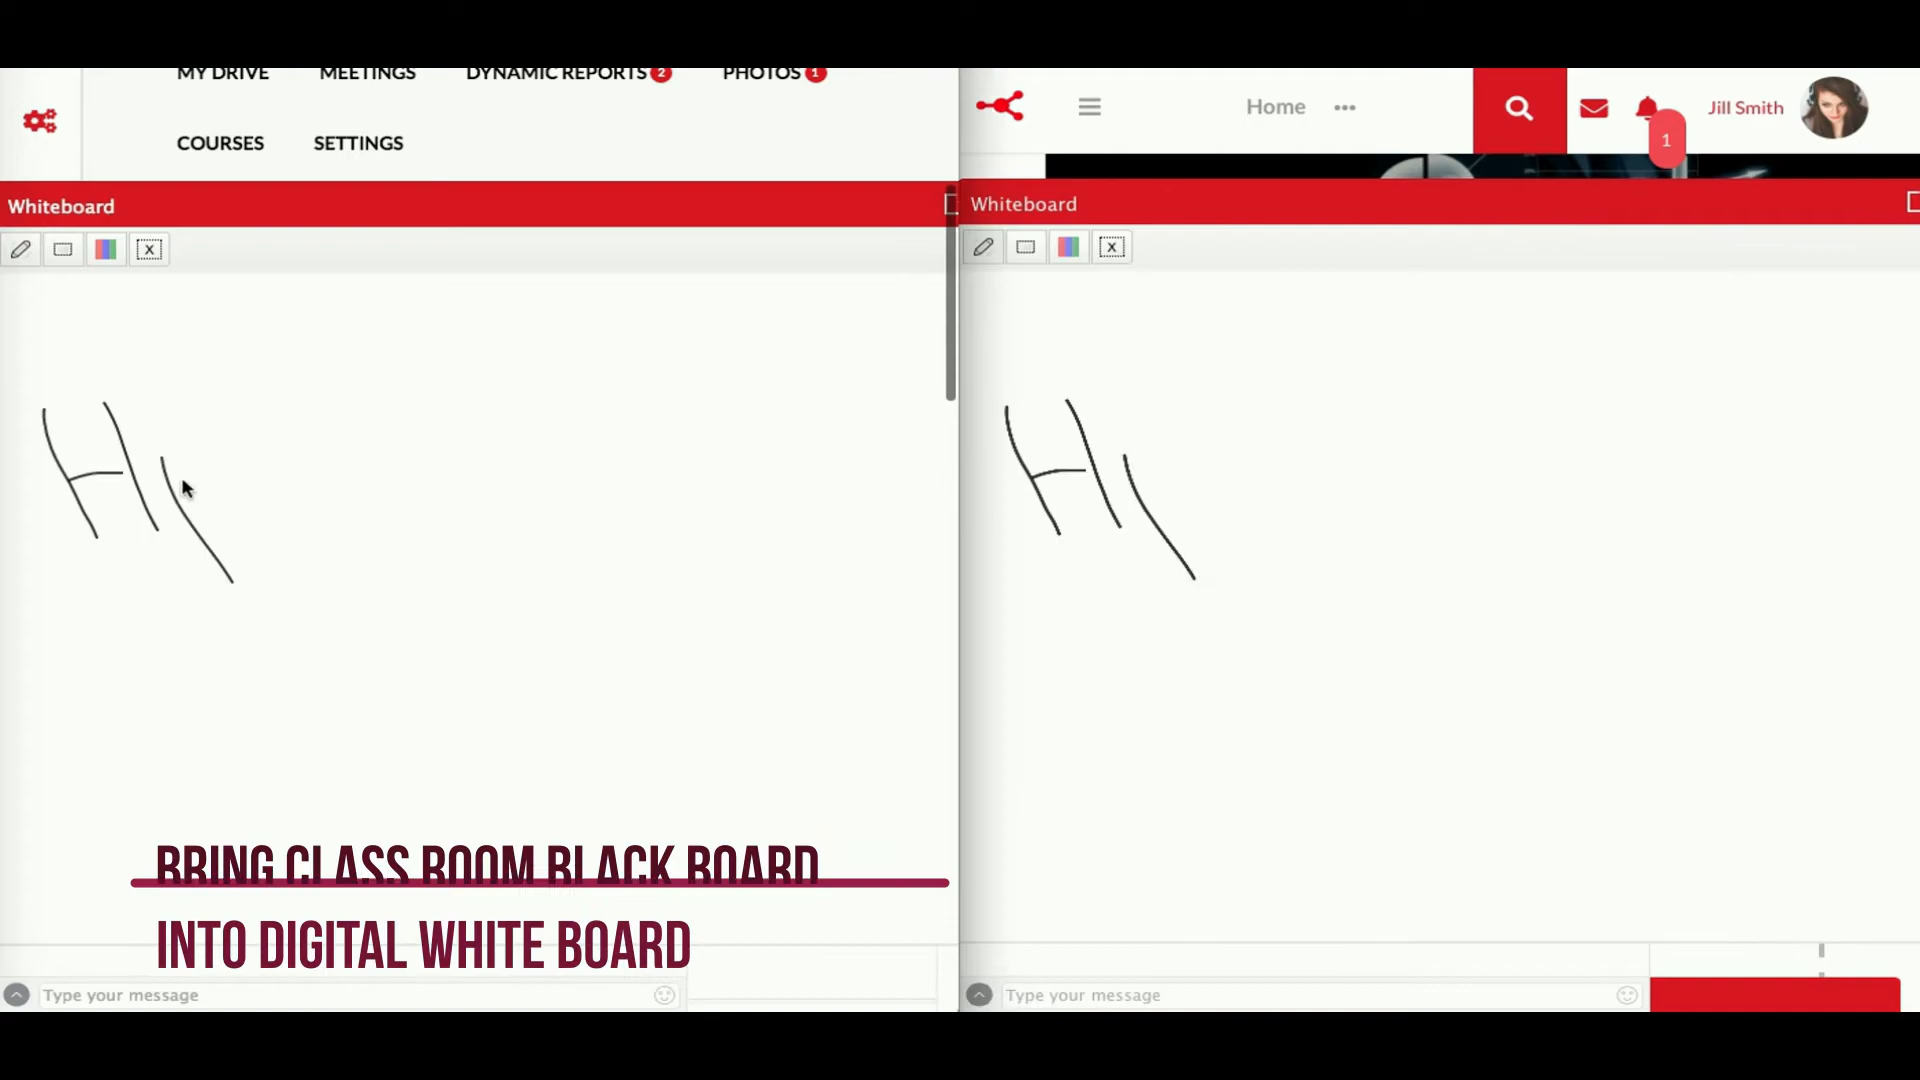 MY DRIVE MEETINGS DYNAMIC REPORTS 2 PHOTOS 1
COURSES SETTINGS
Whiteboard
X
HI
BRING CLASS ROOM BLACK BOARD
INTO DIGITAL WHITE BOARD
Type your message
Home
Jill Smith
1
Whiteboard
X
HI
Type your message